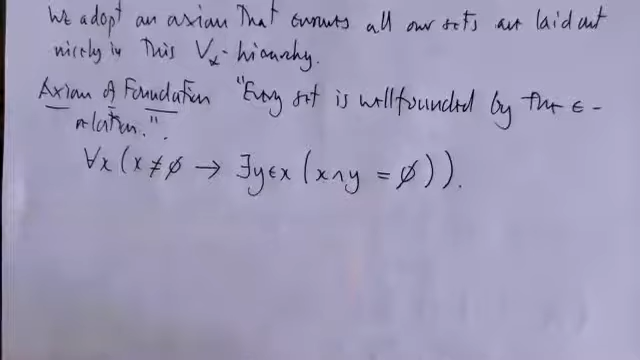 We adopt an axiom that ensures all our sets are laid out
nicely in this V_α-hierarchy.
Axiom of Foundation "Every set is wellfounded by the ∈-
relation.".
∀x(x≠∅ → ∃y∈x(x∩y = ∅)).